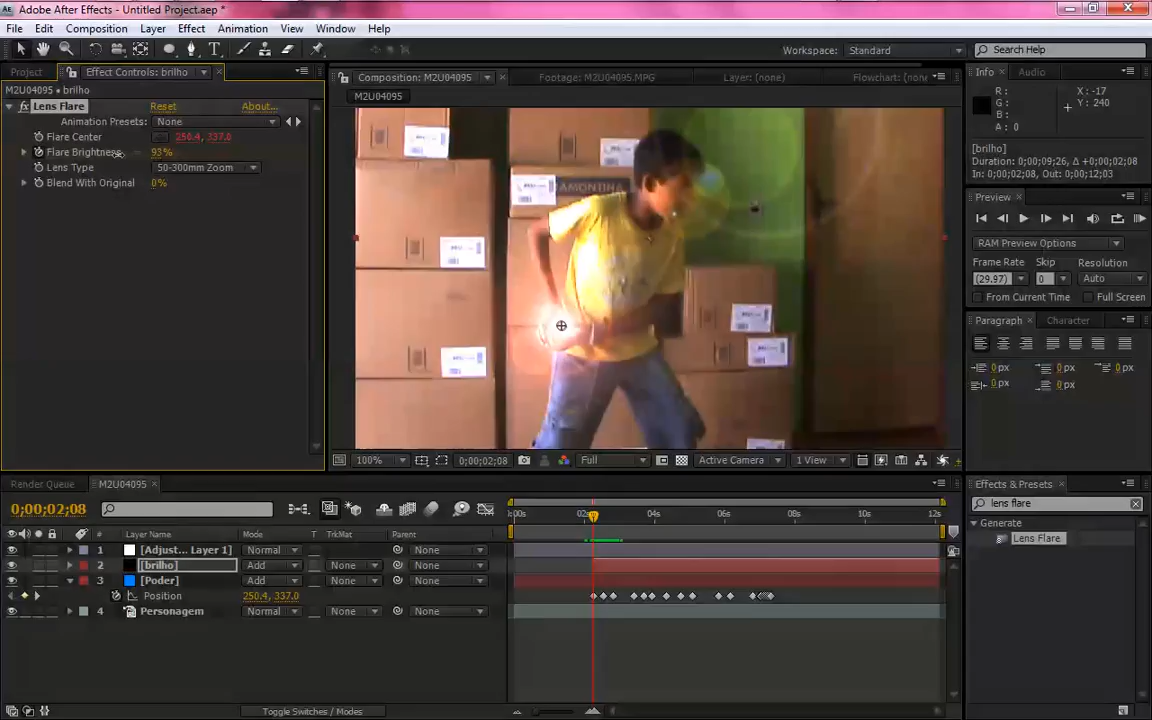 Adobe After Effects - Untitled Project.aep *
File Edit Composition Layer Effect Animation View Window Help
Workspace: Standard Search Help
Project Effect Controls: brilho
M2U04095 • brilho
Lens Flare Reset About...
Animation Presets: None
Flare Center 250.4, 337.0
Flare Brightness 93%
Lens Type 50-300mm Zoom
Blend With Original 0%
Composition: M2U04095 Footage: M2U04095.MPG Layer: (none) Flowchart: (none)
M2U04095
AMONTINA
100% 0;00;02;08 Full Active Camera 1 View
Info Audio
R: X: -17
G: Y: 240
B:
A: 0
[brilho]
Duration: 0;00;09;26, Δ +0;00;02;08
In: 0;00;02;08, Out: 0;00;12;03
Preview
RAM Preview Options
Frame Rate Skip Resolution
(29.97) 0 Auto
From Current Time Full Screen
Paragraph Character
0 px 0 px 0 px
0 px 0 px
Render Queue M2U04095
0;00;02;08
# Layer Name Mode T TrkMat Parent
1 [Adjust... Layer 1] Normal None
2 [brilho] Add None None
3 [Poder] Add None None
Position 250.4, 337.0
4 Personagem Normal None None
0:00s 02s 04s 06s 08s 10s 12s
Toggle Switches / Modes
Effects & Presets
lens flare
Generate
Lens Flare